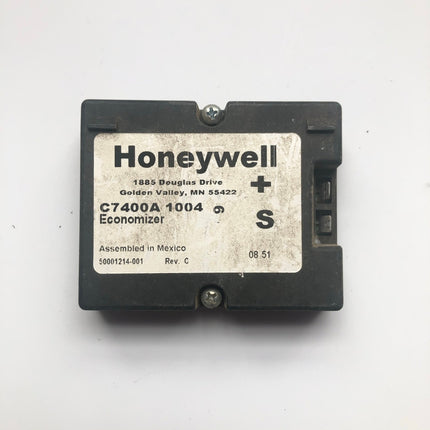 Honeywell
1885 Douglas Drive
Golden Valley, MN 55422
+
C7400A 1004 9
Economizer
S
Assembled in Mexico
08 51
50001214-001 Rev. C